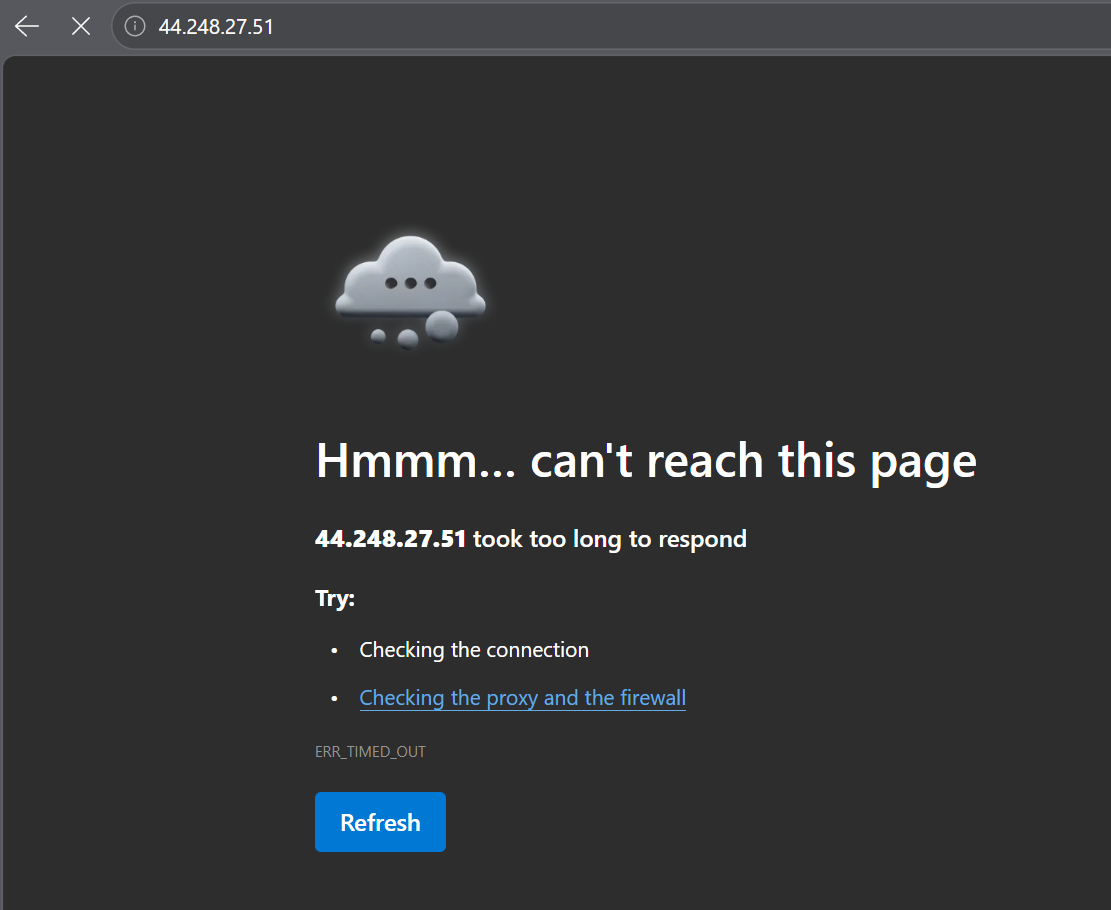 44.248.27.51
Hmmm... can't reach this page
44.248.27.51 took too long to respond
Try:
• Checking the connection
• Checking the proxy and the firewall
ERR_TIMED_OUT
Refresh